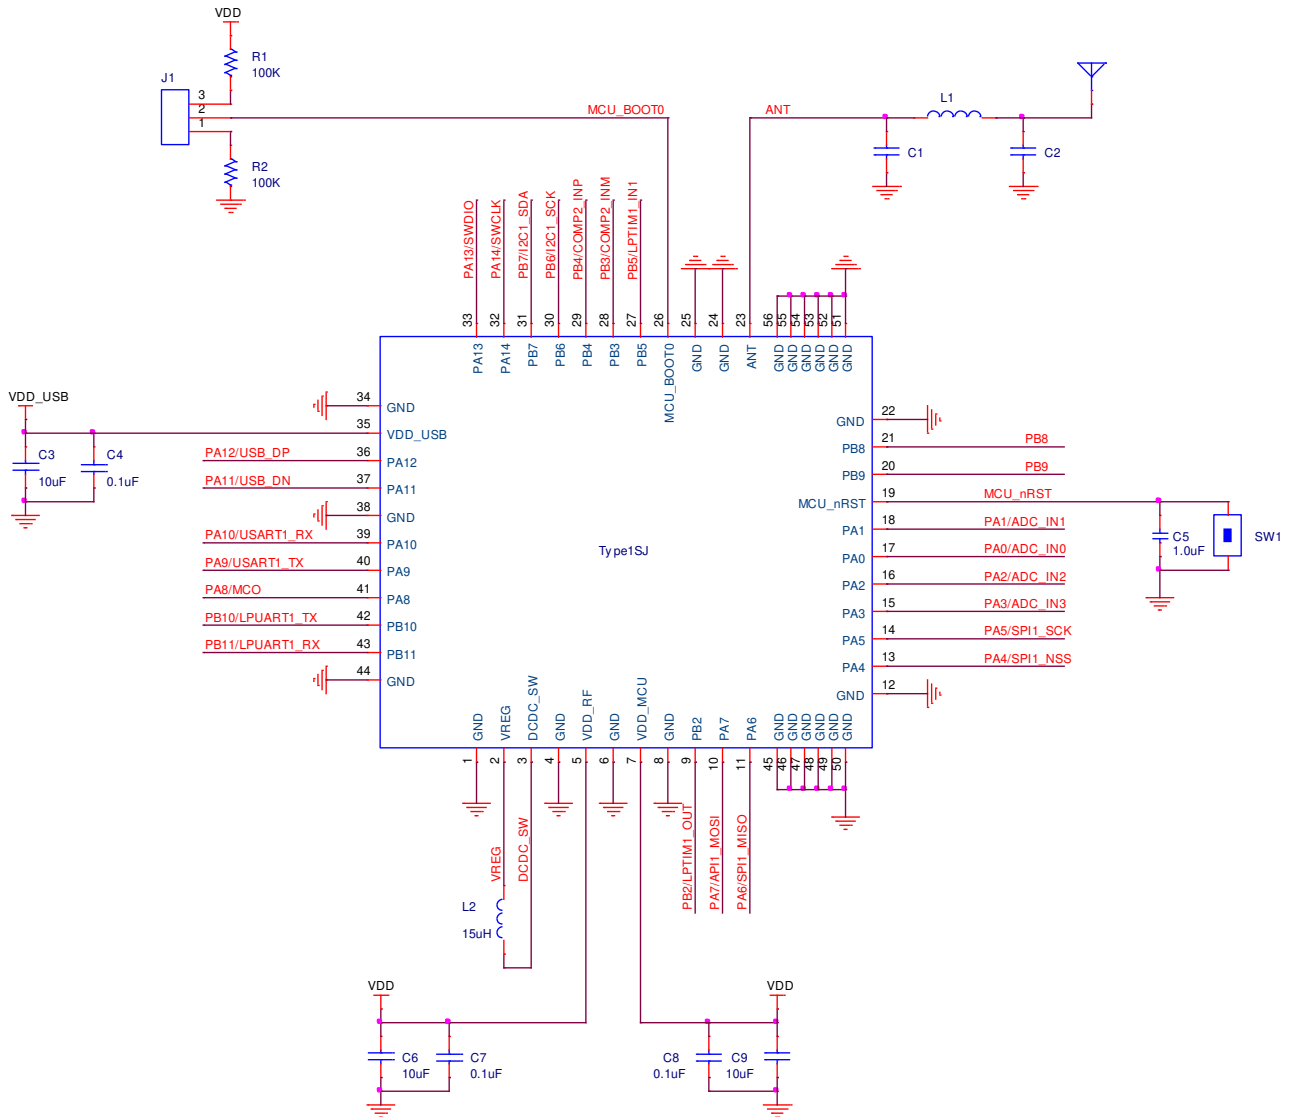 VDD
R1
100K
J1
3
2
1
MCU_BOOT0
ANT
L1
C1
C2
R2
100K
PA13/SWDIO
PA14/SWCLK
PB7/I2C1_SDA
PB6/I2C1_SCK
PB4/COMP2_INP
PB3/COMP2_INM
PB5/LPTIM1_IN1
33
32
31
30
29
28
27
26
25
24
23
56
55
54
53
52
51
PA13
PA14
PB7
PB6
PB4
PB3
PB5
MCU_BOOT0
GND
GND
ANT
GND
GND
GND
GND
GND
GND
VDD_USB
C3
10uF
C4
0.1uF
34
GND
35
VDD_USB
PA12/USB_DP
36
PA12
PA11/USB_DN
37
PA11
38
GND
PA10/USART1_RX
39
PA10
PA9/USART1_TX
40
PA9
PA8/MCO
41
PA8
PB10/LPUART1_TX
42
PB10
PB11/LPUART1_RX
43
PB11
44
GND
Type1SJ
GND
22
PB8
21
PB8
PB9
20
PB9
MCU_nRST
19
MCU_nRST
PA1
18
PA1/ADC_IN1
PA0
17
PA0/ADC_IN0
PA2
16
PA2/ADC_IN2
PA3
15
PA3/ADC_IN3
PA5
14
PA5/SPI1_SCK
PA4
13
PA4/SPI1_NSS
GND
12
C5
1.0uF
SW1
GND
VREG
DCDC_SW
GND
VDD_RF
GND
VDD_MCU
GND
PB2
PA7
PA6
GND
GND
GND
GND
GND
GND
1
2
3
4
5
6
7
8
9
10
11
45
46
47
48
49
50
VREG
DCDC_SW
PB2/LPTIM1_OUT
PA7/API1_MOSI
PA6/SPI1_MISO
L2
15uH
VDD
C6
10uF
C7
0.1uF
VDD
C8
0.1uF
C9
10uF